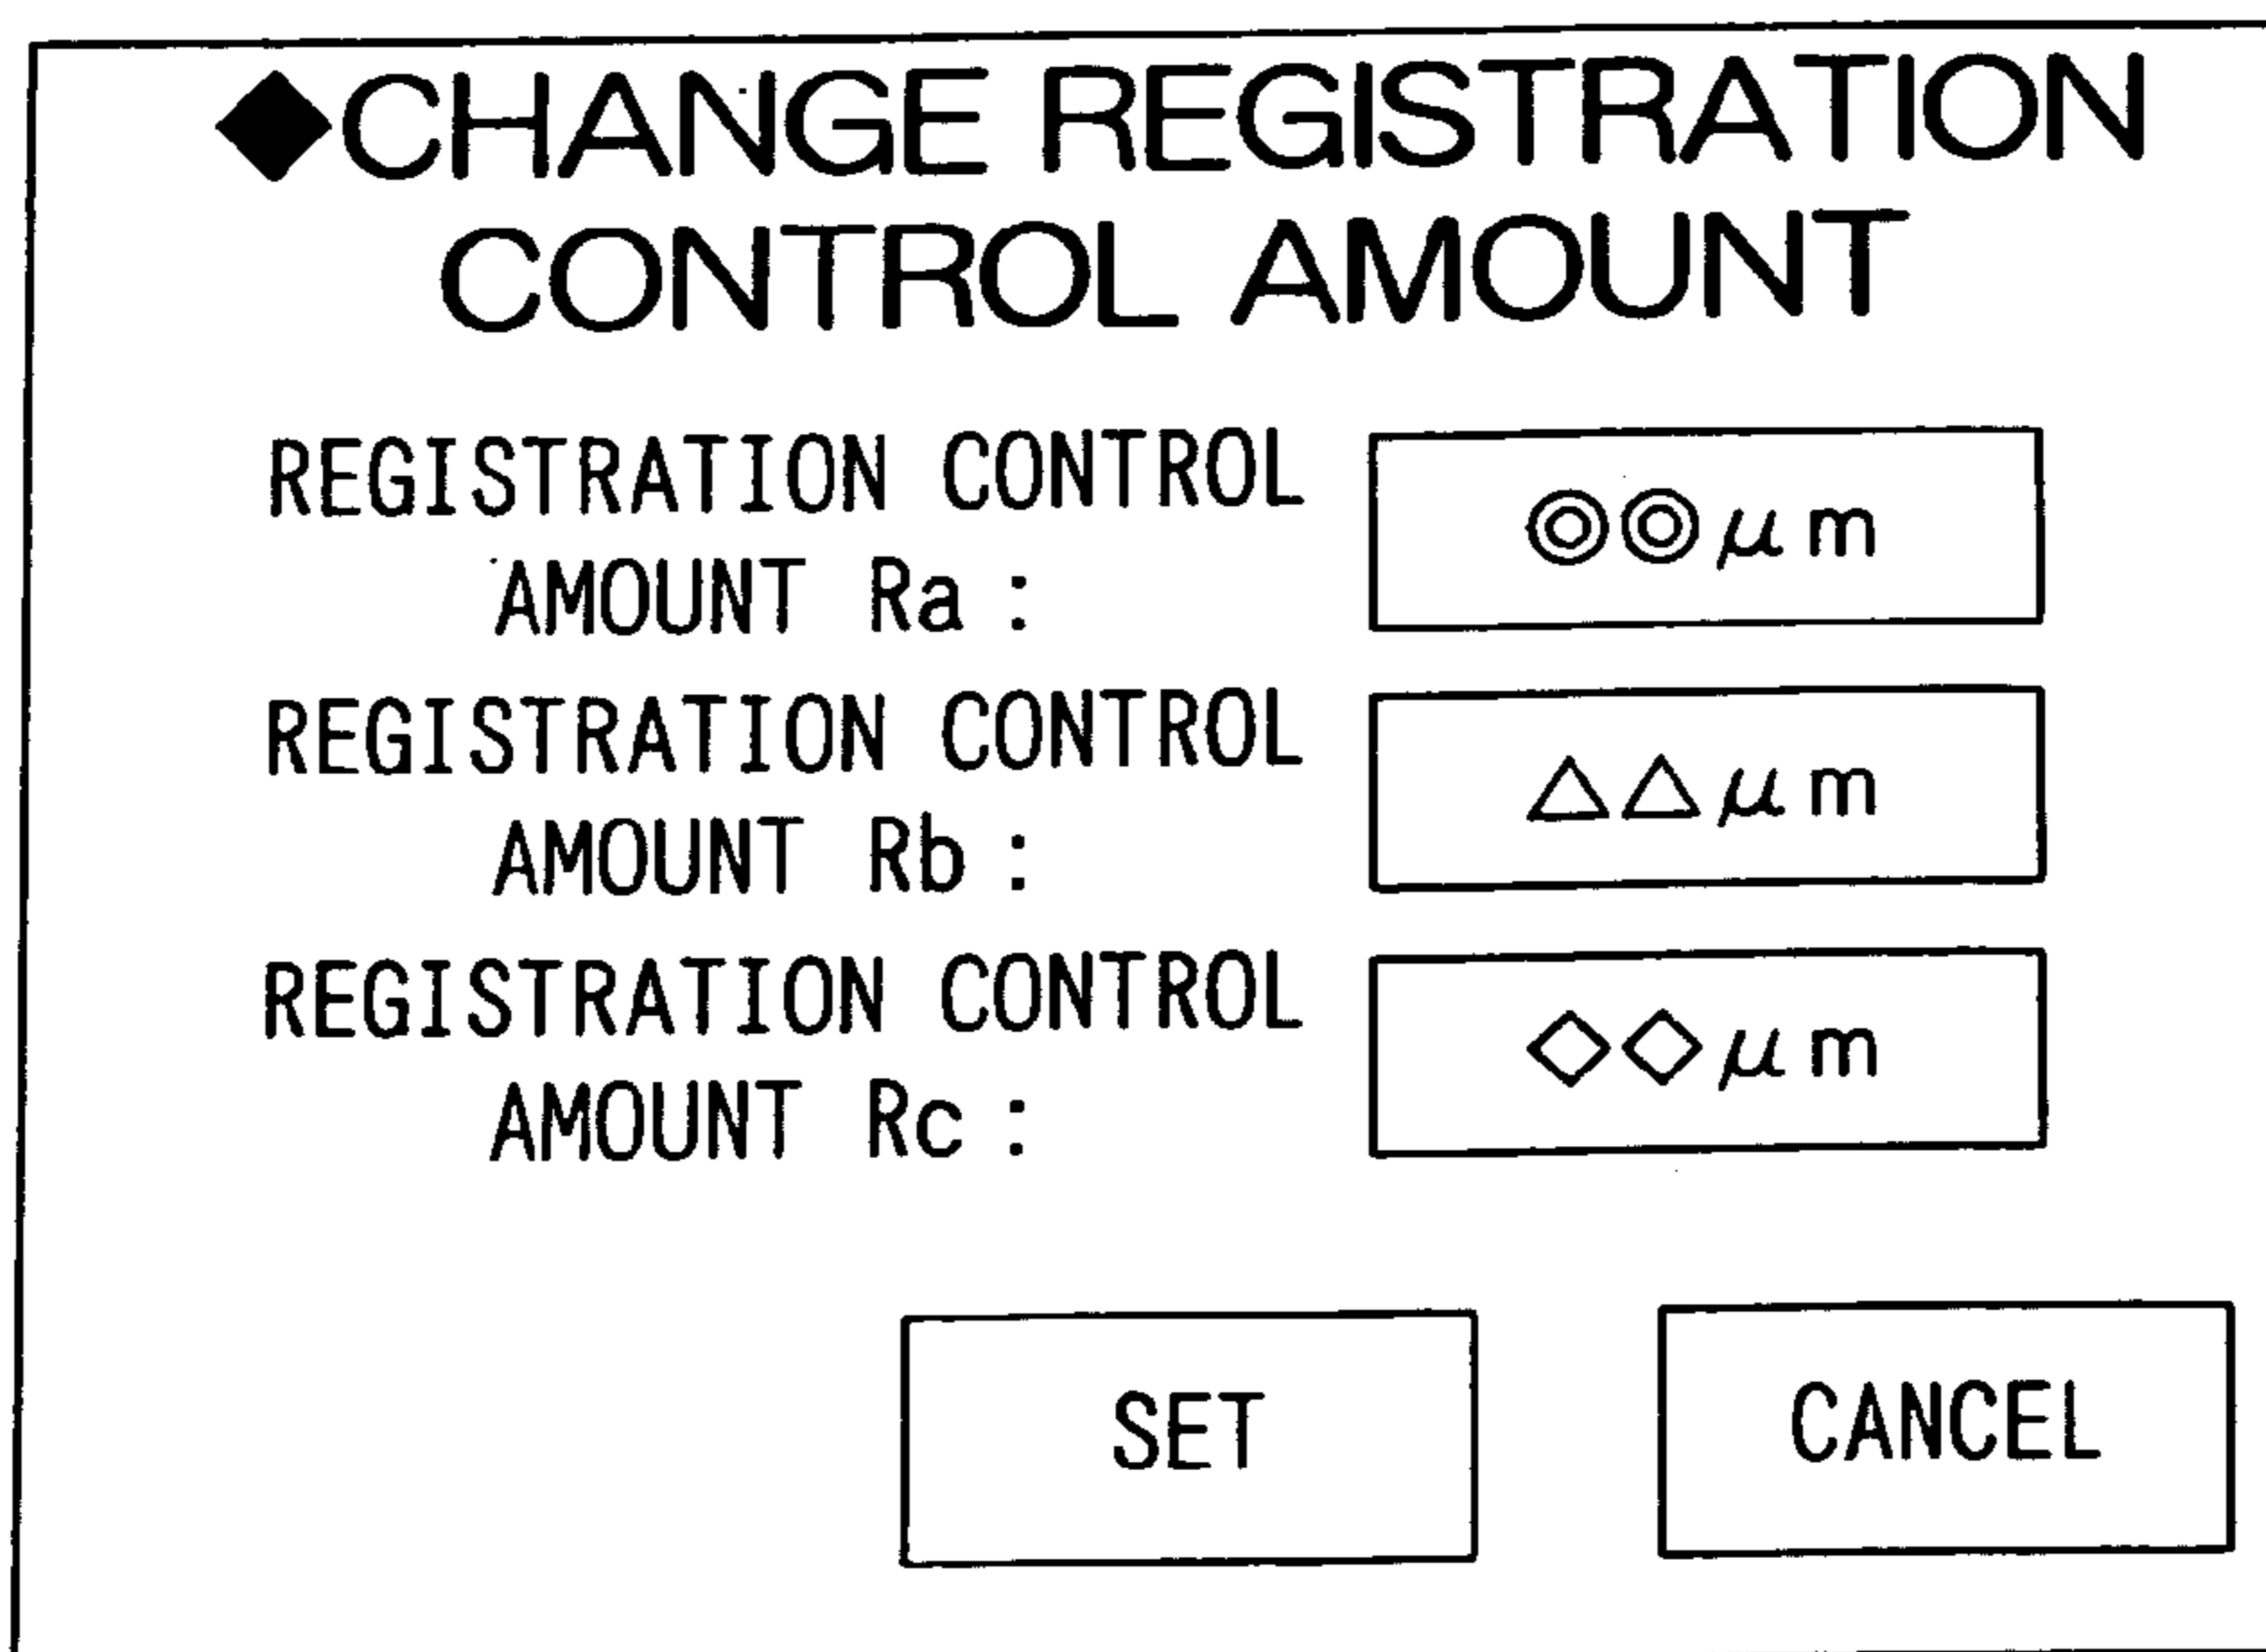 ◆CHANGE REGISTRATION
CONTROL AMOUNT
REGISTRATION CONTROL
AMOUNT Ra :
◎◎μm
REGISTRATION CONTROL
AMOUNT Rb :
△△μm
REGISTRATION CONTROL
AMOUNT Rc :
◇◇μm
SET
CANCEL